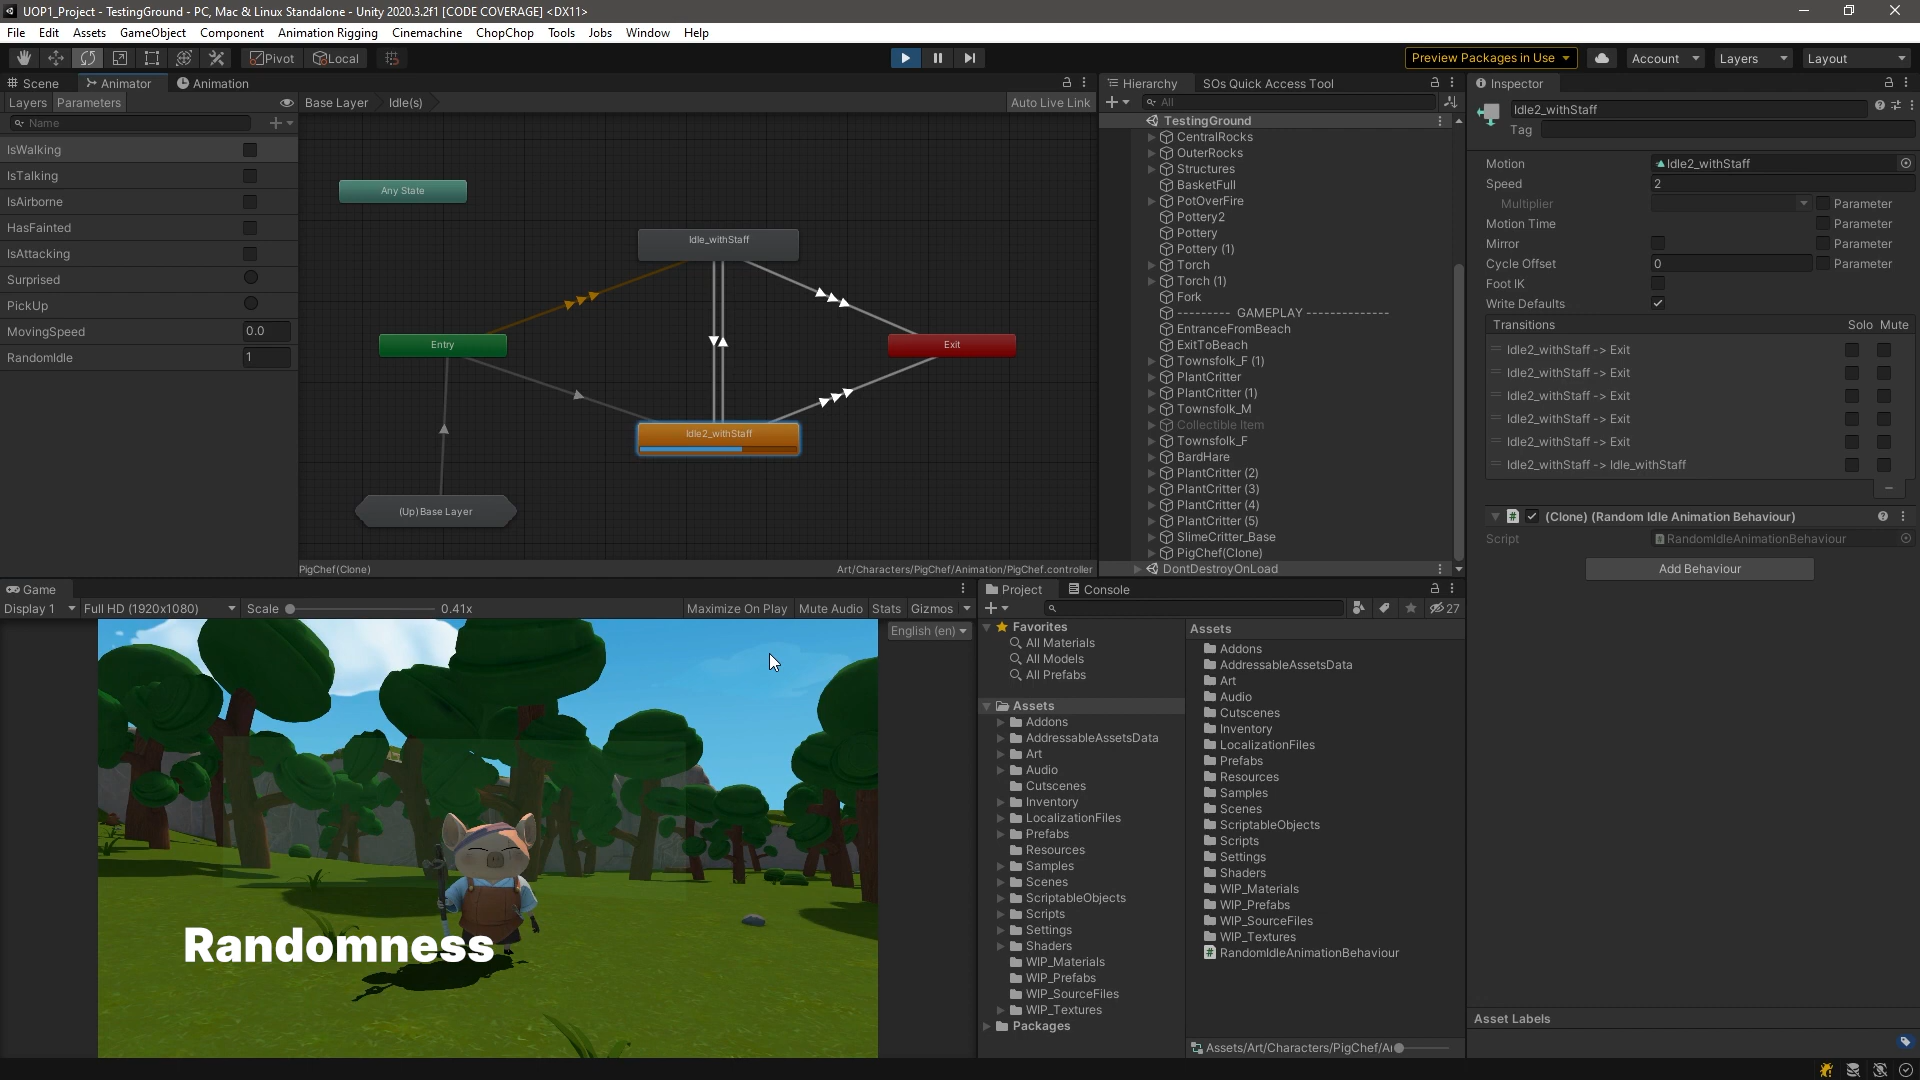 UOP1_Project - TestingGround - PC, Mac & Linux Standalone - Unity 2020.3.2f1 [CODE COVERAGE] <DX11>
File Edit Assets GameObject Component Animation Rigging Cinemachine ChopChop Tools Jobs Window Help
Pivot Local Preview Packages in Use Account Layers Layout
Scene Animator Animation
Layers Parameters Base Layer Idle(s) Auto Live Link
Name
IsWalking
IsTalking
IsAirborne
HasFainted
IsAttacking
Surprised
PickUp
MovingSpeed 0.0
RandomIdle 1
Any State
Idle_withStaff
Entry
Exit
Idle2_withStaff
(Up) Base Layer
PigChef(Clone) Art/Characters/PigChef/Animation/PigChef.controller
Hierarchy SOs Quick Access Tool
All
TestingGround
CentralRocks
OuterRocks
Structures
BasketFull
PotOverFire
Pottery2
Pottery
Pottery (1)
Torch
Torch (1)
Fork
--------- GAMEPLAY --------------
EntranceFromBeach
ExitToBeach
Townsfolk_F (1)
PlantCritter
PlantCritter (1)
Townsfolk_M
Collectible Item
Townsfolk_F
BardHare
PlantCritter (2)
PlantCritter (3)
PlantCritter (4)
PlantCritter (5)
SlimeCritter_Base
PigChef(Clone)
DontDestroyOnLoad
Inspector
Idle2_withStaff
Tag
Motion Idle2_withStaff
Speed 2
Multiplier Parameter
Motion Time Parameter
Mirror Parameter
Cycle Offset 0 Parameter
Foot IK
Write Defaults
Transitions Solo Mute
Idle2_withStaff -> Exit
Idle2_withStaff -> Exit
Idle2_withStaff -> Exit
Idle2_withStaff -> Exit
Idle2_withStaff -> Exit
Idle2_withStaff -> Idle_withStaff
(Clone) (Random Idle Animation Behaviour)
Script RandomIdleAnimationBehaviour
Add Behaviour
Asset Labels
Game
Display 1 Full HD (1920x1080) Scale 0.41x Maximize On Play Mute Audio Stats Gizmos
English (en)
Randomness
Project Console
27
Favorites
All Materials
All Models
All Prefabs
Assets
Addons
AddressableAssetsData
Art
Audio
Cutscenes
Inventory
LocalizationFiles
Prefabs
Resources
Samples
Scenes
ScriptableObjects
Scripts
Settings
Shaders
WIP_Materials
WIP_Prefabs
WIP_SourceFiles
WIP_Textures
Packages
Assets
Addons
AddressableAssetsData
Art
Audio
Cutscenes
Inventory
LocalizationFiles
Prefabs
Resources
Samples
Scenes
ScriptableObjects
Scripts
Settings
Shaders
WIP_Materials
WIP_Prefabs
WIP_SourceFiles
WIP_Textures
RandomIdleAnimationBehaviour
Assets/Art/Characters/PigChef/